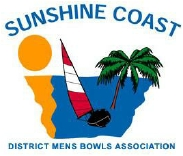 SUNSHINE COAST
DISTRICT MENS BOWLS ASSOCIATION